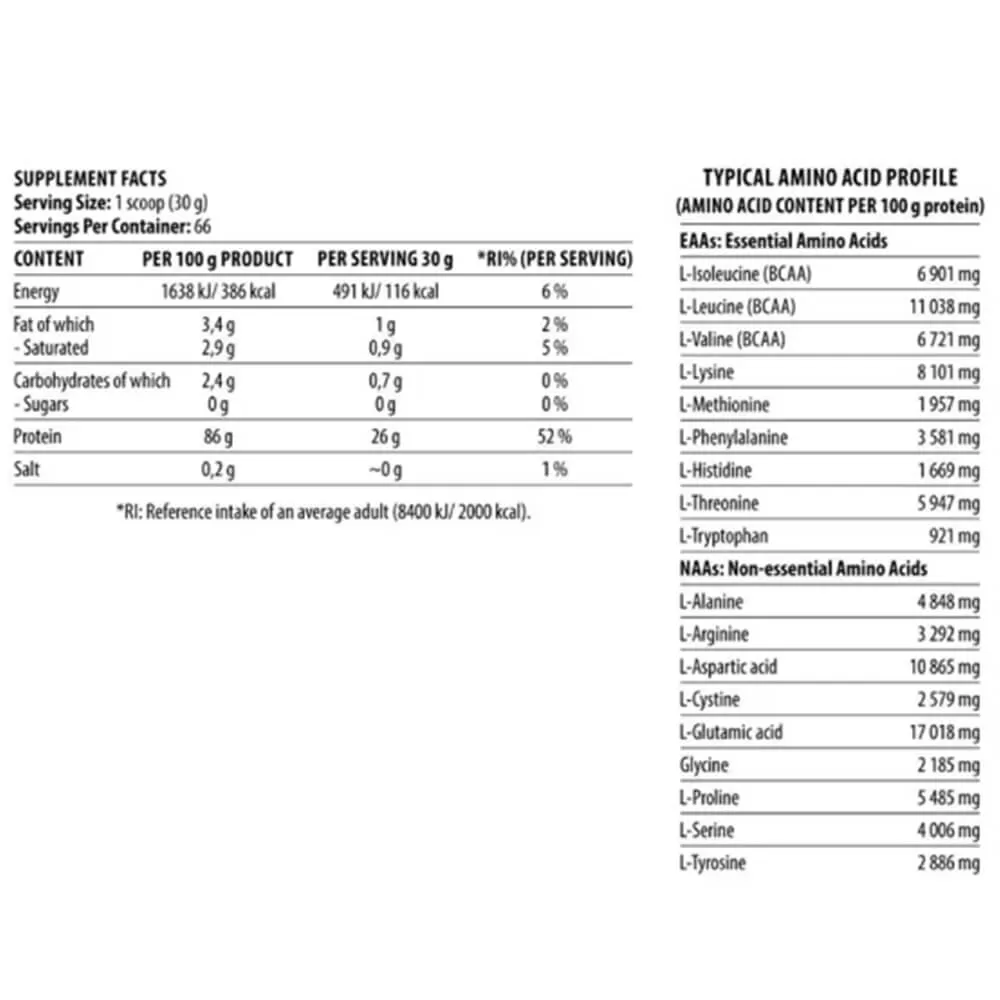 SUPPLEMENT FACTS
Serving Size: 1 scoop (30 g)
Servings Per Container: 66
CONTENT PER 100 g PRODUCT PER SERVING 30 g *RI% (PER SERVING)
Energy 1638 kJ/ 386 kcal 491 kJ/ 116 kcal 6 %
Fat of which 3,4 g 1 g 2 %
- Saturated 2,9 g 0,9 g 5 %
Carbohydrates of which 2,4 g 0,7 g 0 %
- Sugars 0 g 0 g 0 %
Protein 86 g 26 g 52 %
Salt 0,2 g ~0 g 1 %
*RI: Reference intake of an average adult (8400 kJ/ 2000 kcal).
TYPICAL AMINO ACID PROFILE
(AMINO ACID CONTENT PER 100 g protein)
EAAs: Essential Amino Acids
L-Isoleucine (BCAA) 6 901 mg
L-Leucine (BCAA) 11 038 mg
L-Valine (BCAA) 6 721 mg
L-Lysine 8 101 mg
L-Methionine 1 957 mg
L-Phenylalanine 3 581 mg
L-Histidine 1 669 mg
L-Threonine 5 947 mg
L-Tryptophan 921 mg
NAAs: Non-essential Amino Acids
L-Alanine 4 848 mg
L-Arginine 3 292 mg
L-Aspartic acid 10 865 mg
L-Cystine 2 579 mg
L-Glutamic acid 17 018 mg
Glycine 2 185 mg
L-Proline 5 485 mg
L-Serine 4 006 mg
L-Tyrosine 2 886 mg